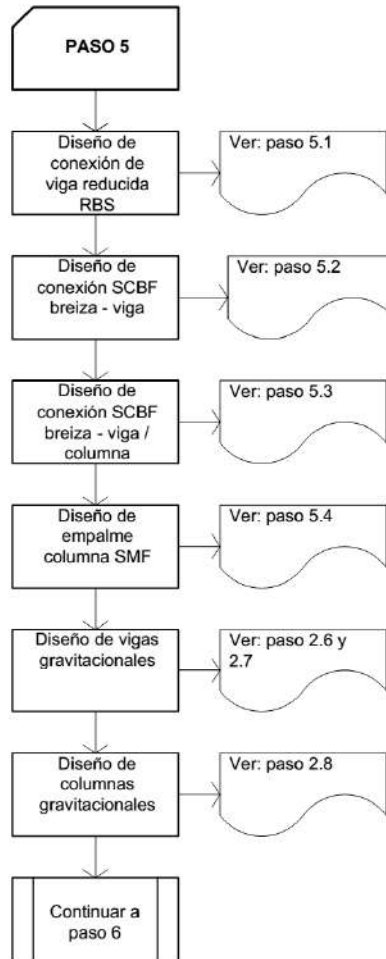 PASO 5
Diseño de
conexión de
viga reducida
RBS
Ver: paso 5.1
Diseño de
conexión SCBF
breiza - viga
Ver: paso 5.2
Diseño de
conexión SCBF
breiza - viga /
columna
Ver: paso 5.3
Diseño de
empalme
columna SMF
Ver: paso 5.4
Diseño de vigas
gravitacionales
Ver: paso 2.6 y
2.7
Diseño de
columnas
gravitacionales
Ver: paso 2.8
Continuar a
paso 6